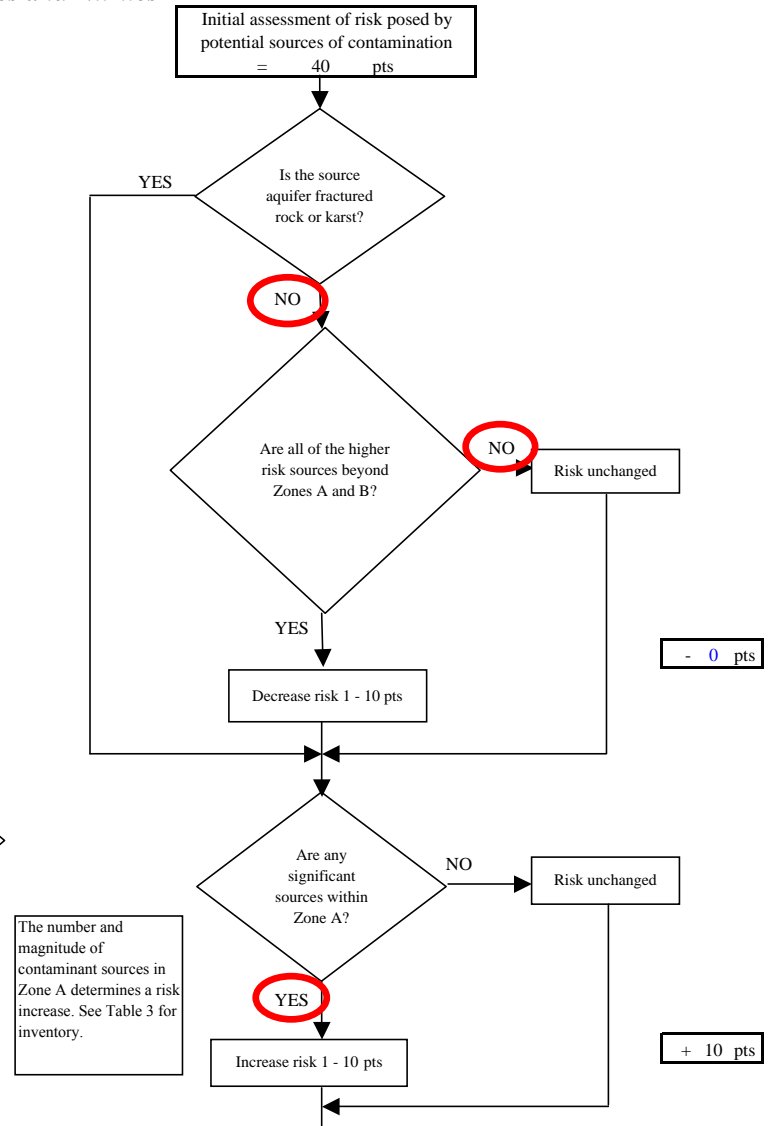 Initial assessment of risk posed by
potential sources of contamination
= 40 pts
YES
Is the source
aquifer fractured
rock or karst?
NO
Are all of the higher
risk sources beyond
Zones A and B?
NO
Risk unchanged
YES
- 0 pts
Decrease risk 1 - 10 pts
Are any
significant
sources within
Zone A?
NO
Risk unchanged
The number and
magnitude of
contaminant sources in
Zone A determines a risk
increase. See Table 3 for
inventory.
YES
Increase risk 1 - 10 pts
+ 10 pts